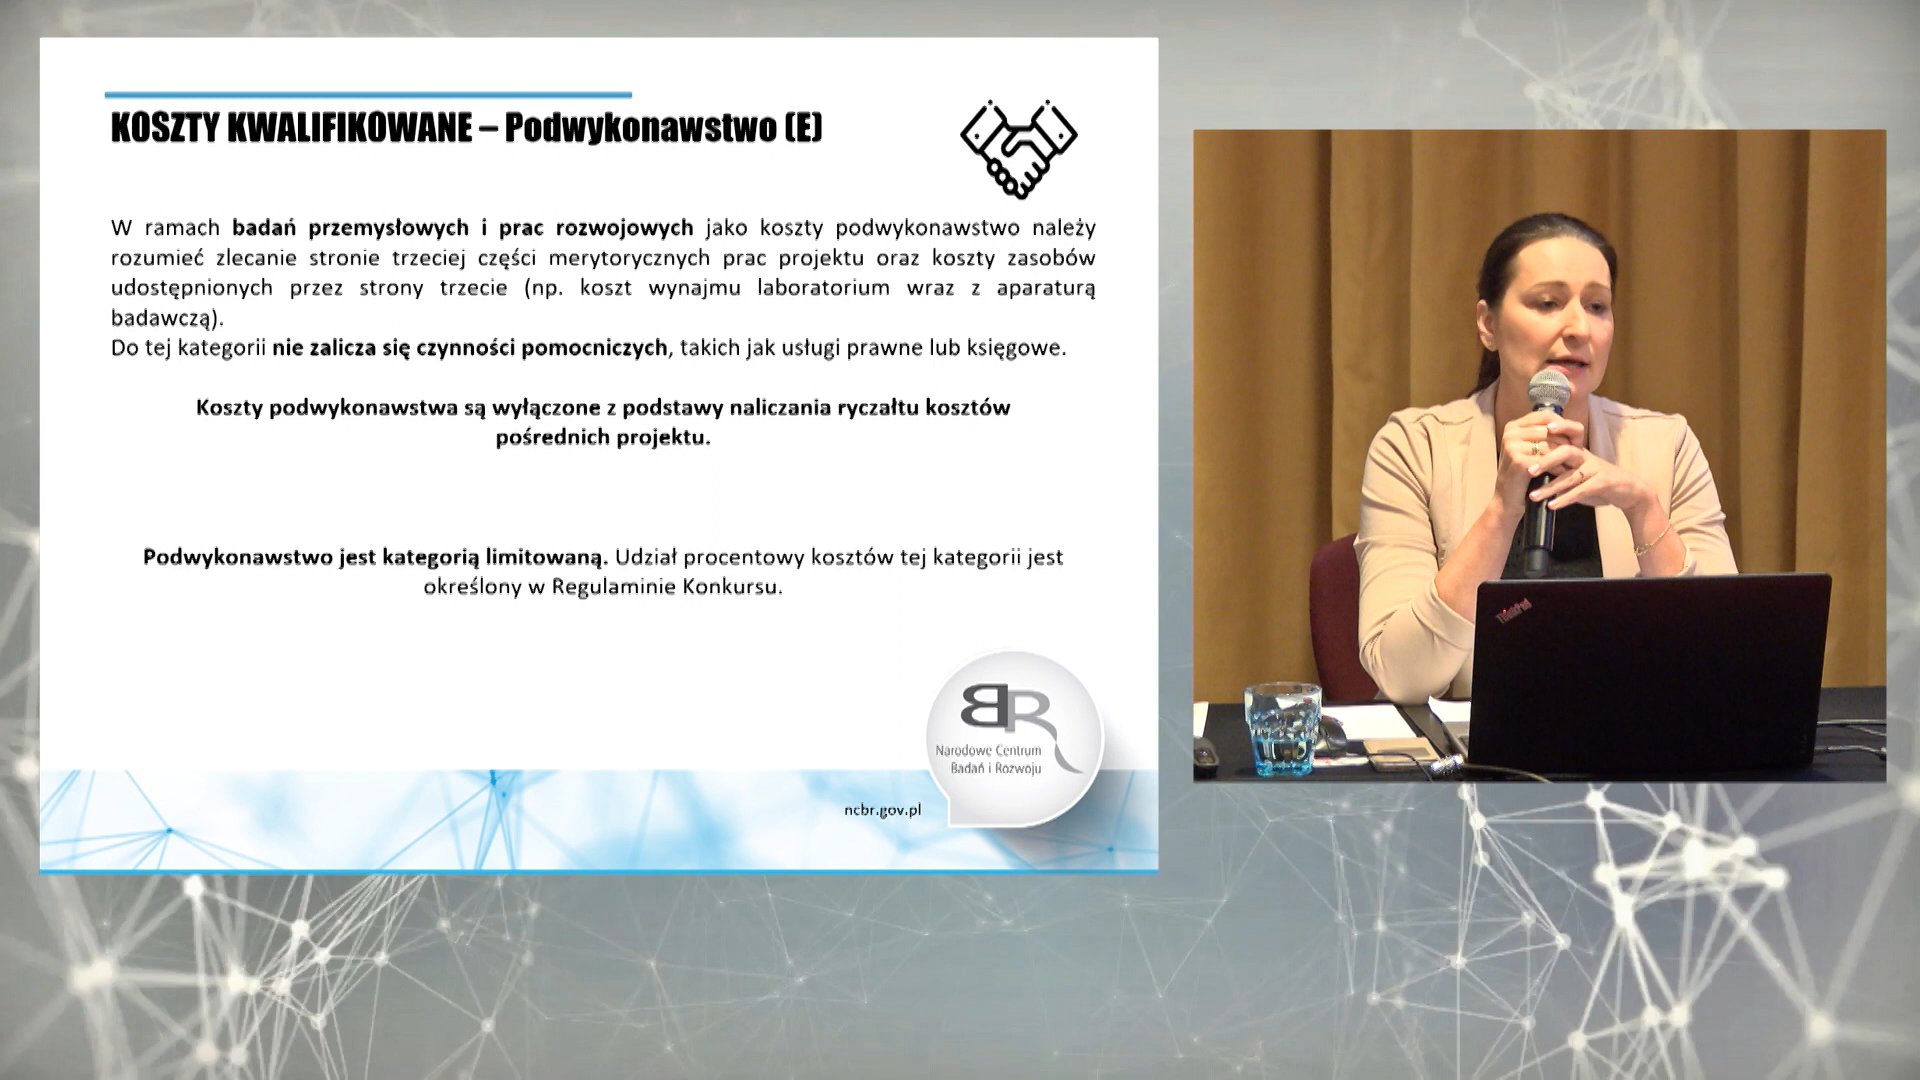 KOSZTY KWALIFIKOWANE – Podwykonawstwo (E)
W ramach badań przemysłowych i prac rozwojowych jako koszty podwykonawstwo należy
rozumieć zlecanie stronie trzeciej części merytorycznych prac projektu oraz koszty zasobów
udostępnionych przez strony trzecie (np. koszt wynajmu laboratorium wraz z aparaturą
badawczą).
Do tej kategorii nie zalicza się czynności pomocniczych, takich jak usługi prawne lub księgowe.
Koszty podwykonawstwa są wyłączone z podstawy naliczania ryczałtu kosztów
pośrednich projektu.
Podwykonawstwo jest kategorią limitowaną. Udział procentowy kosztów tej kategorii jest
określony w Regulaminie Konkursu.
BR
Narodowe Centrum
Badań i Rozwoju
ncbr.gov.pl
ThinkPad